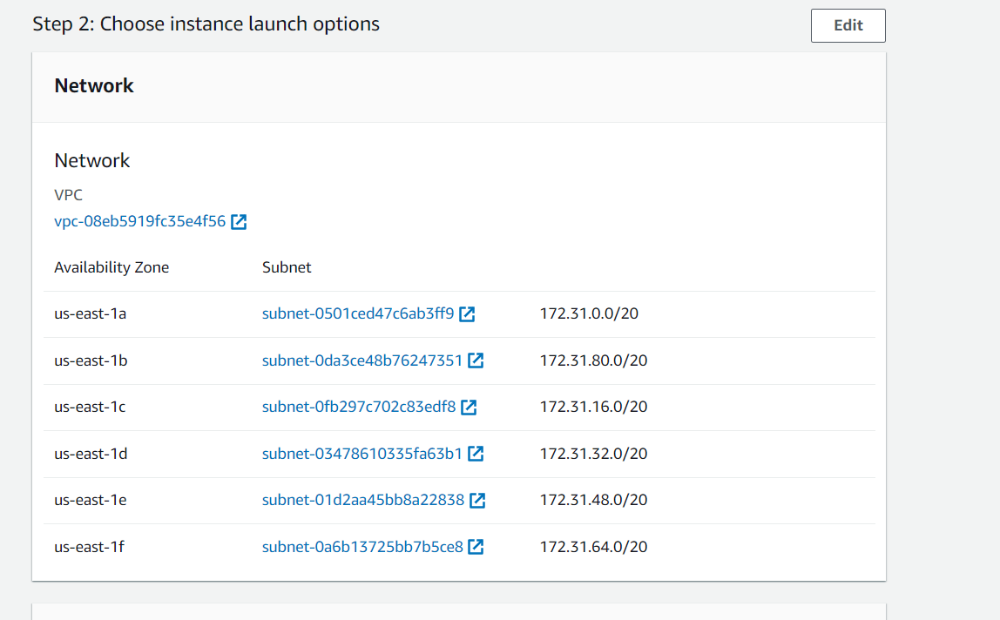 Step 2: Choose instance launch options
Edit
Network
Network
VPC
vpc-08eb5919fc35e4f56
Availability Zone Subnet
us-east-1a subnet-0501ced47c6ab3ff9 172.31.0.0/20
us-east-1b subnet-0da3ce48b76247351 172.31.80.0/20
us-east-1c subnet-0fb297c702c83edf8 172.31.16.0/20
us-east-1d subnet-03478610335fa63b1 172.31.32.0/20
us-east-1e subnet-01d2aa45bb8a22838 172.31.48.0/20
us-east-1f subnet-0a6b13725bb7b5ce8 172.31.64.0/20